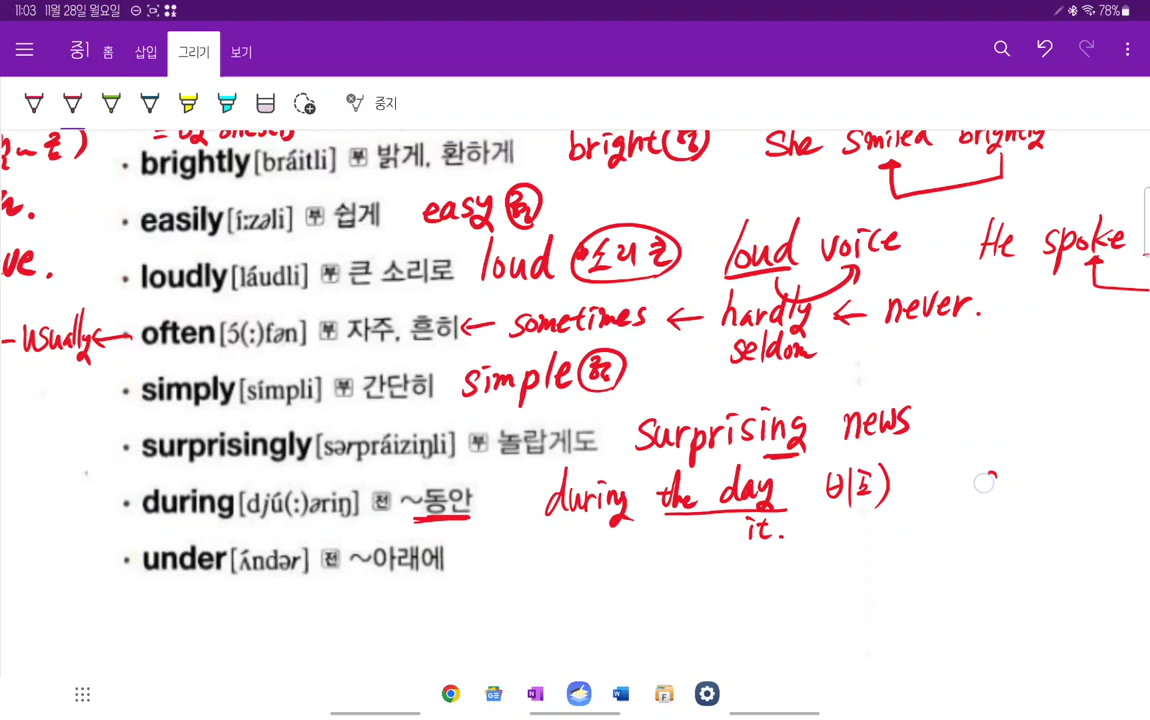 11:03 11월 28일 월요일 78%
중1 홈 삽입 그리기 보기
중지
brightly[bráitli] 부 밝게, 환하게 bright(형) She smiled brightly
easily[íːzəli] 부 쉽게 easy 형
loudly[láudli] 부 큰 소리로 loud 소리 큰 loud voice He spoke
ve.
- usually ← often[ɔ́(ː)fən] 부 자주, 흔히 ← sometimes ← hardly ← never.
seldom
simply[símpli] 부 간단히 simple 형
surprisingly[sərpráiziŋli] 부 놀랍게도 Surprising news
during[djú(ː)əriŋ] 전 ~동안 during the day 비교)
it.
under[ʌ́ndər] 전 ~아래에